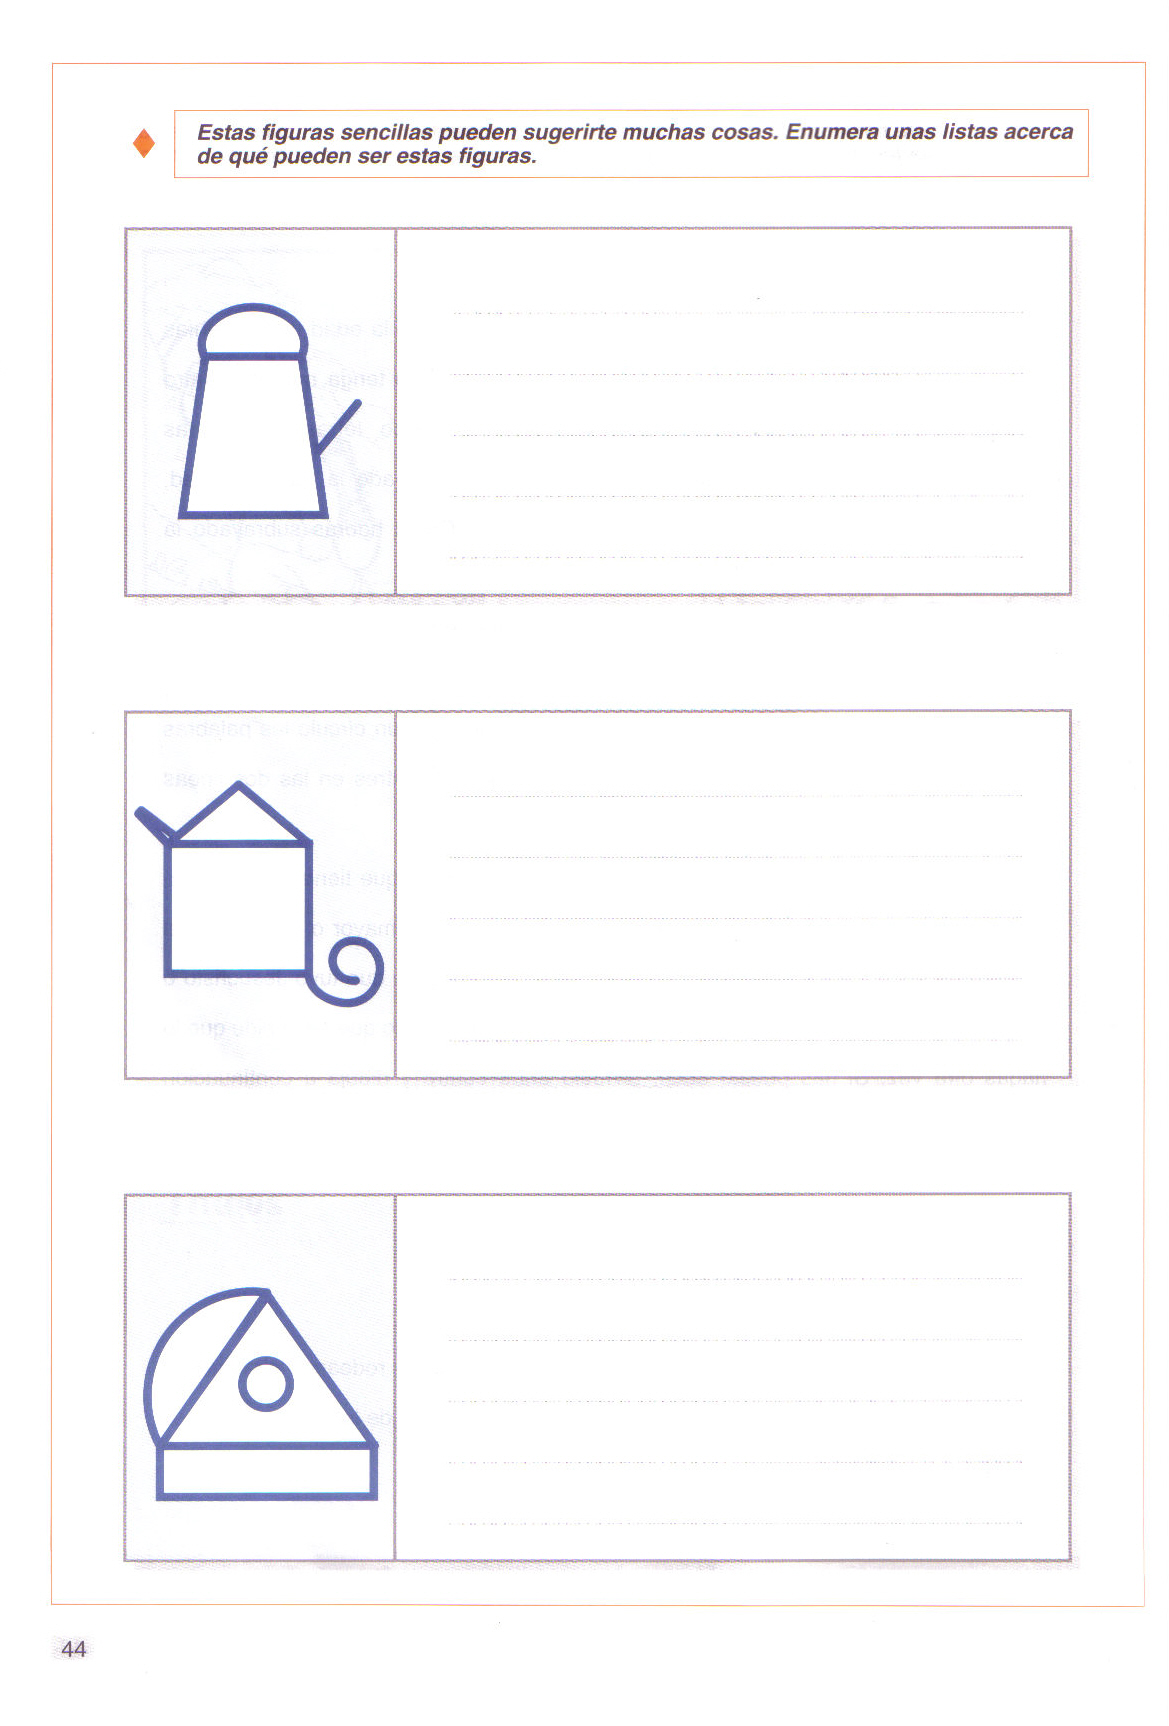 Estas figuras sencillas pueden sugerirte muchas cosas. Enumera unas listas acerca
de qué pueden ser estas figuras.
44